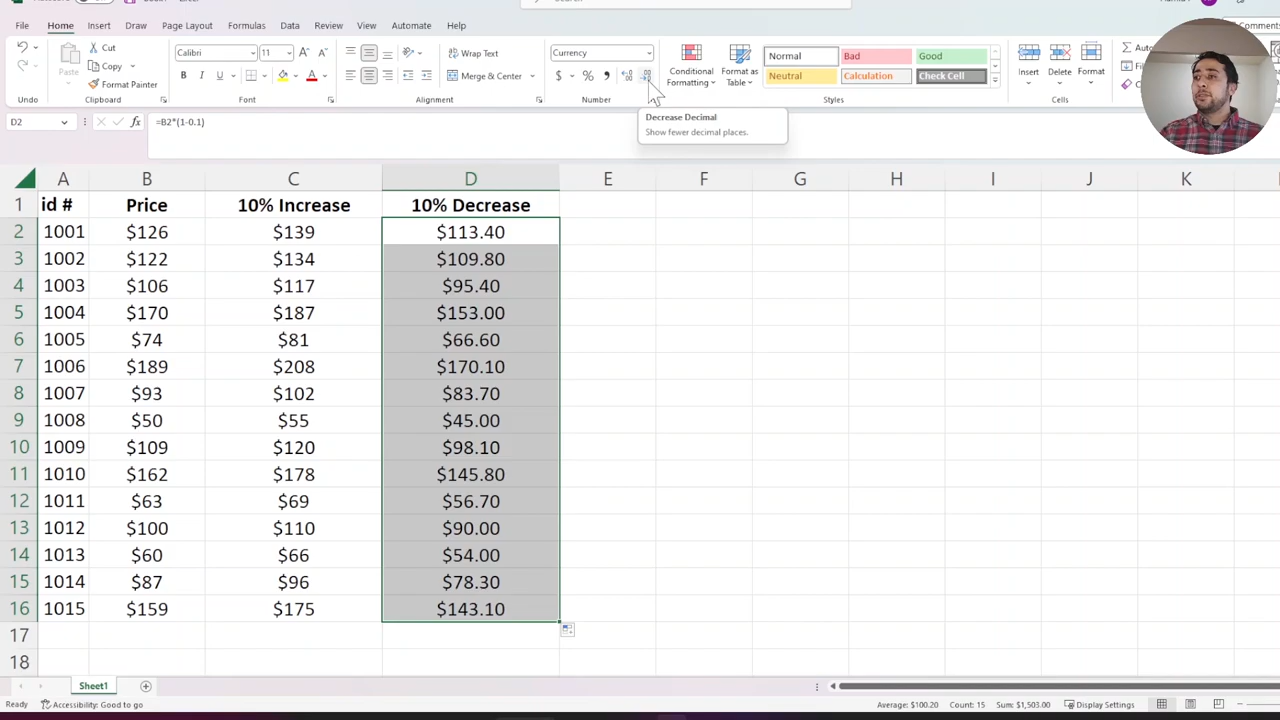 File Home Insert Draw Page Layout Formulas Data Review View Automate Help Comments
Cut
Copy
Format Painter
Paste
Calibri 11
Wrap Text
Merge & Center
Currency
Conditional Formatting
Format as Table
Normal Bad Good
Neutral Calculation Check Cell
Insert Delete Format
Undo Clipboard Font Alignment Number Styles Cells
Decrease Decimal
Show fewer decimal places.
D2 fx =B2*(1-0.1)
A B C D E F G H I J K
1 id # Price 10% Increase 10% Decrease
2 1001 $126 $139 $113.40
3 1002 $122 $134 $109.80
4 1003 $106 $117 $95.40
5 1004 $170 $187 $153.00
6 1005 $74 $81 $66.60
7 1006 $189 $208 $170.10
8 1007 $93 $102 $83.70
9 1008 $50 $55 $45.00
10 1009 $109 $120 $98.10
11 1010 $162 $178 $145.80
12 1011 $63 $69 $56.70
13 1012 $100 $110 $90.00
14 1013 $60 $66 $54.00
15 1014 $87 $96 $78.30
16 1015 $159 $175 $143.10
17
18
Sheet1
Ready Accessibility: Good to go Average: $100.20 Count: 15 Sum: $1,503.00 Display Settings